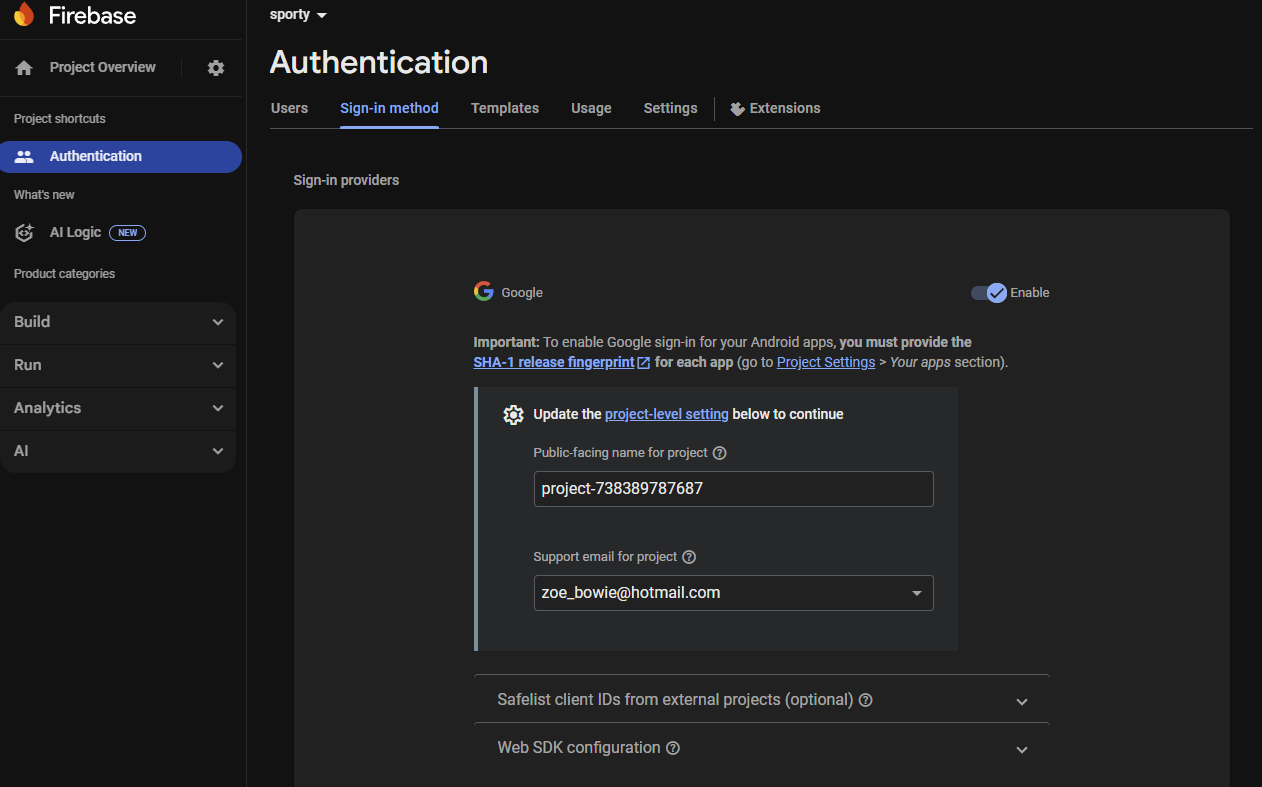 Firebase
Project Overview
Project shortcuts
Authentication
What's new
AI Logic NEW
Product categories
Build
Run
Analytics
AI
sporty
Authentication
Users Sign-in method Templates Usage Settings Extensions
Sign-in providers
Google Enable
Important: To enable Google sign-in for your Android apps, you must provide the
SHA-1 release fingerprint for each app (go to Project Settings > Your apps section).
Update the project-level setting below to continue
Public-facing name for project
project-738389787687
Support email for project
zoe_bowie@hotmail.com
Safelist client IDs from external projects (optional)
Web SDK configuration